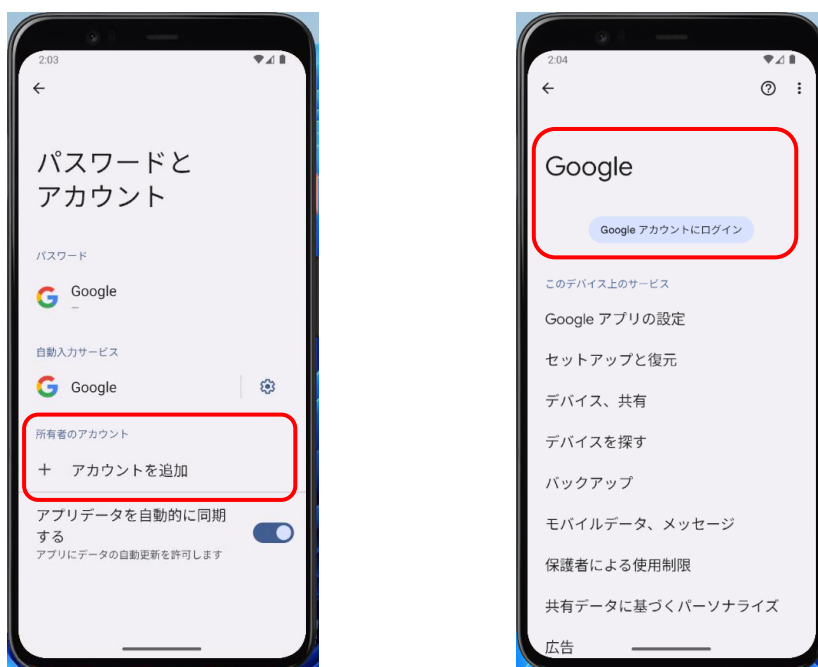 2:03
パスワードと
アカウント
パスワード
Google
–
自動入力サービス
Google
所有者のアカウント
+ アカウントを追加
アプリデータを自動的に同期
する
アプリにデータの自動更新を許可します
2:04
Google
Google アカウントにログイン
このデバイス上のサービス
Google アプリの設定
セットアップと復元
デバイス、共有
デバイスを探す
バックアップ
モバイルデータ、メッセージ
保護者による使用制限
共有データに基づくパーソナライズ
広告